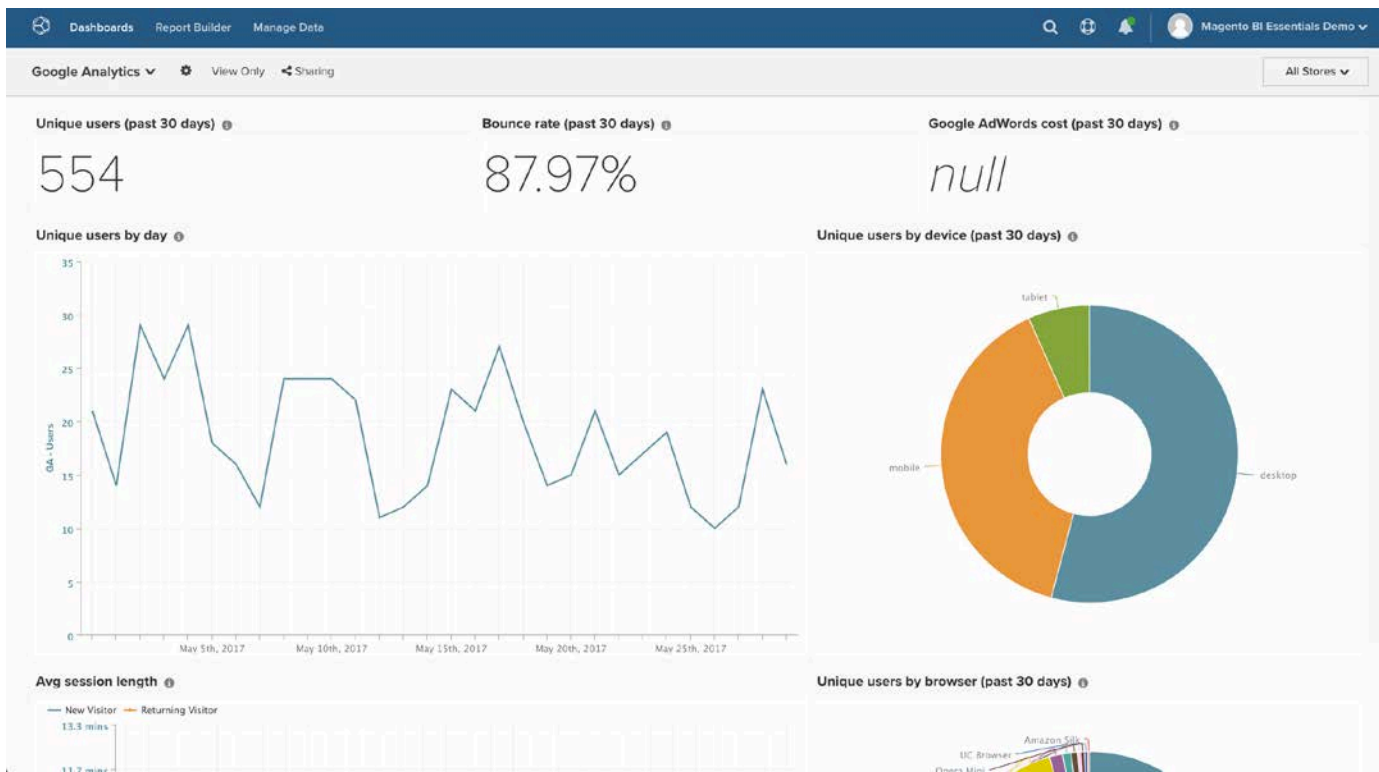 Dashboards Report Builder Manage Data Magento BI Essentials Demo
Google Analytics View Only Sharing All Stores
Unique users (past 30 days) Bounce rate (past 30 days) Google AdWords cost (past 30 days)
554 87.97% null
Unique users by day Unique users by device (past 30 days)
35
30
25
20
15
10
5
0
GA - Users
May 5th, 2017 May 10th, 2017 May 15th, 2017 May 20th, 2017 May 25th, 2017
tablet
mobile
desktop
Avg session length Unique users by browser (past 30 days)
New Visitor Returning Visitor
13.3 mins
11.7 mins
Amazon Silk
UC Browser
Opera Mini